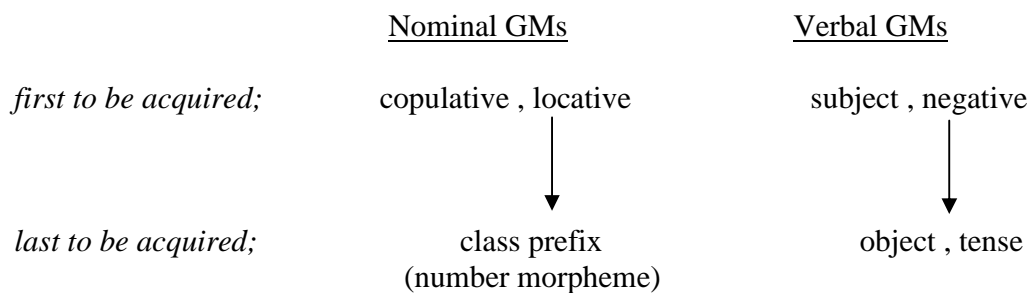 Nominal GMs Verbal GMs
first to be acquired; copulative , locative subject , negative
last to be acquired; class prefix object , tense
(number morpheme)